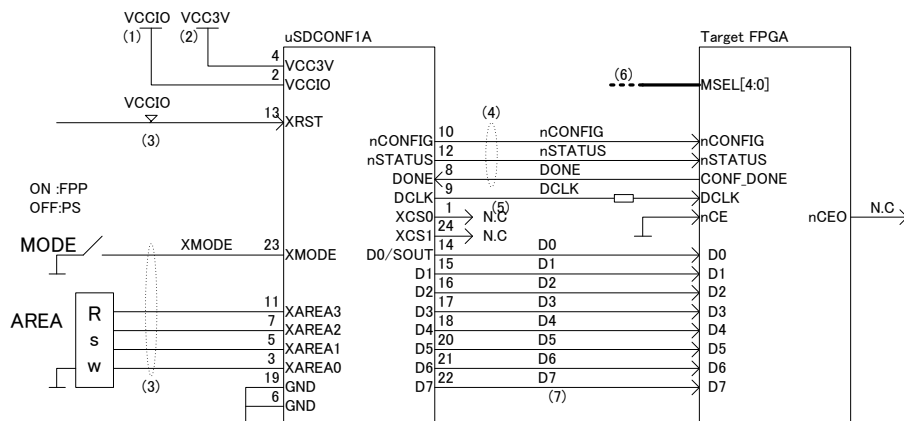 VCCIO VCC3V
(1) (2)
uSDCONF1A
Target FPGA
4 VCC3V
2 VCCIO
(6) MSEL[4:0]
VCCIO
13 XRST
(3)
(4)
nCONFIG 10 nCONFIG nCONFIG
nSTATUS 12 nSTATUS nSTATUS
DONE 8 DONE CONF_DONE
DCLK 9 DCLK DCLK
(5)
XCS0 1 N.C nCE nCEO N.C
XCS1 24 N.C
ON :FPP
OFF:PS
MODE XMODE 23 XMODE
D0/SOUT 14 D0 D0
D1 15 D1 D1
D2 16 D2 D2
D3 17 D3 D3
D4 18 D4 D4
D5 20 D5 D5
D6 21 D6 D6
D7 22 D7 D7
(7)
AREA
R
s
w
11 XAREA3
7 XAREA2
5 XAREA1
3 XAREA0
(3)
19 GND
6 GND